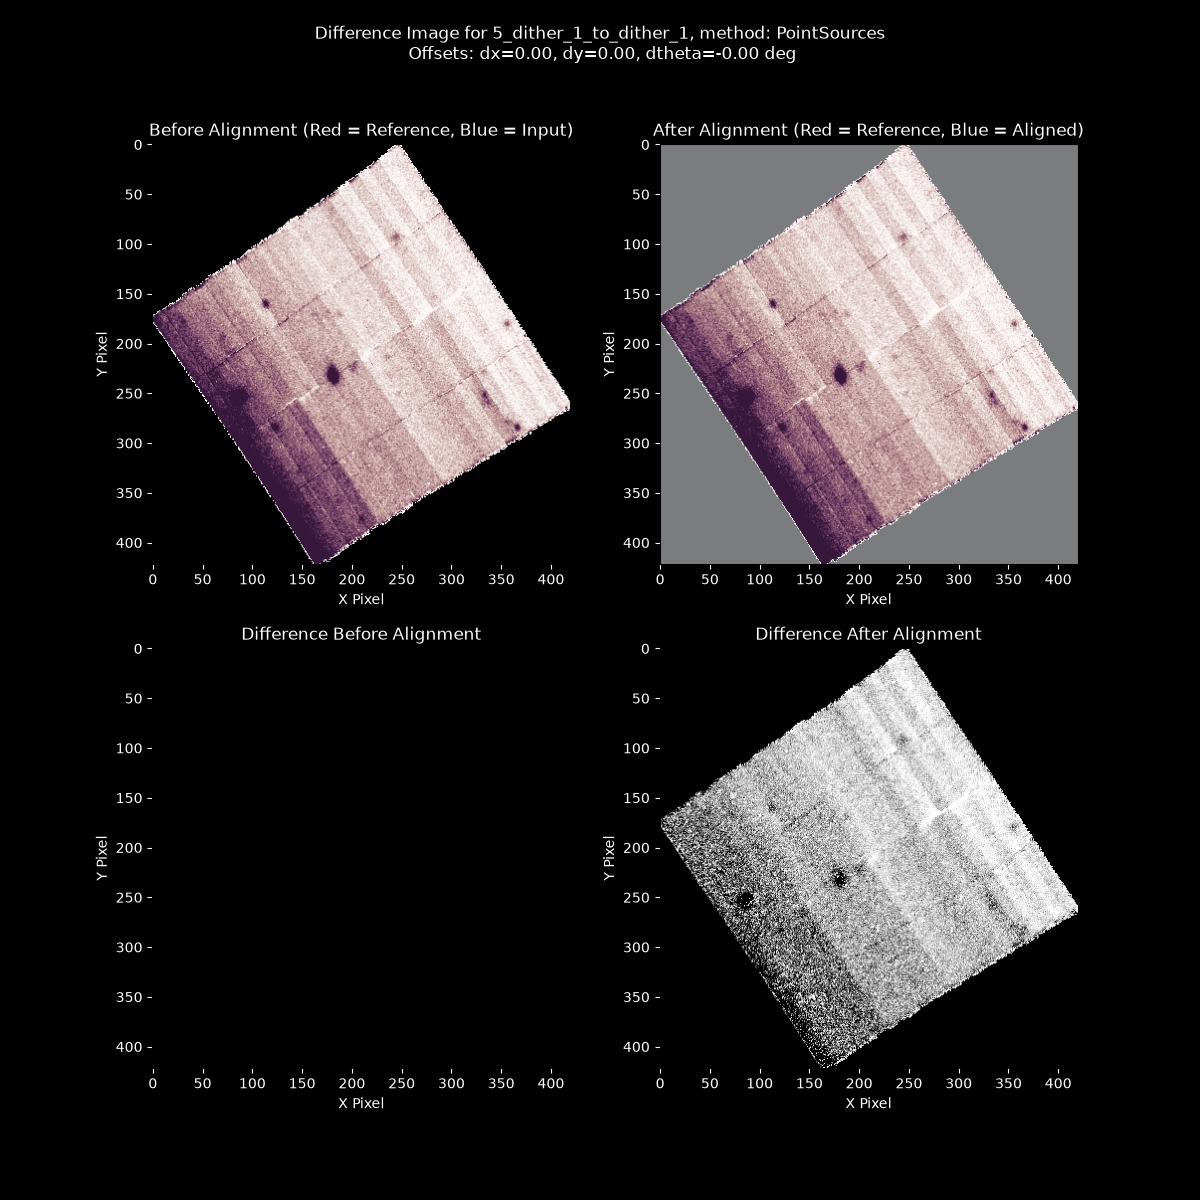 Difference Image for 5_dither_1_to_dither_1, method: PointSources
Offsets: dx=0.00, dy=0.00, dtheta=-0.00 deg
Before Alignment (Red = Reference, Blue = Input)
0
50
100
150
200
250
300
350
400
Y Pixel
0 50 100 150 200 250 300 350 400
X Pixel
After Alignment (Red = Reference, Blue = Aligned)
0
50
100
150
200
250
300
350
400
Y Pixel
0 50 100 150 200 250 300 350 400
X Pixel
Difference Before Alignment
0
50
100
150
200
250
300
350
400
Y Pixel
0 50 100 150 200 250 300 350 400
X Pixel
Difference After Alignment
0
50
100
150
200
250
300
350
400
Y Pixel
0 50 100 150 200 250 300 350 400
X Pixel